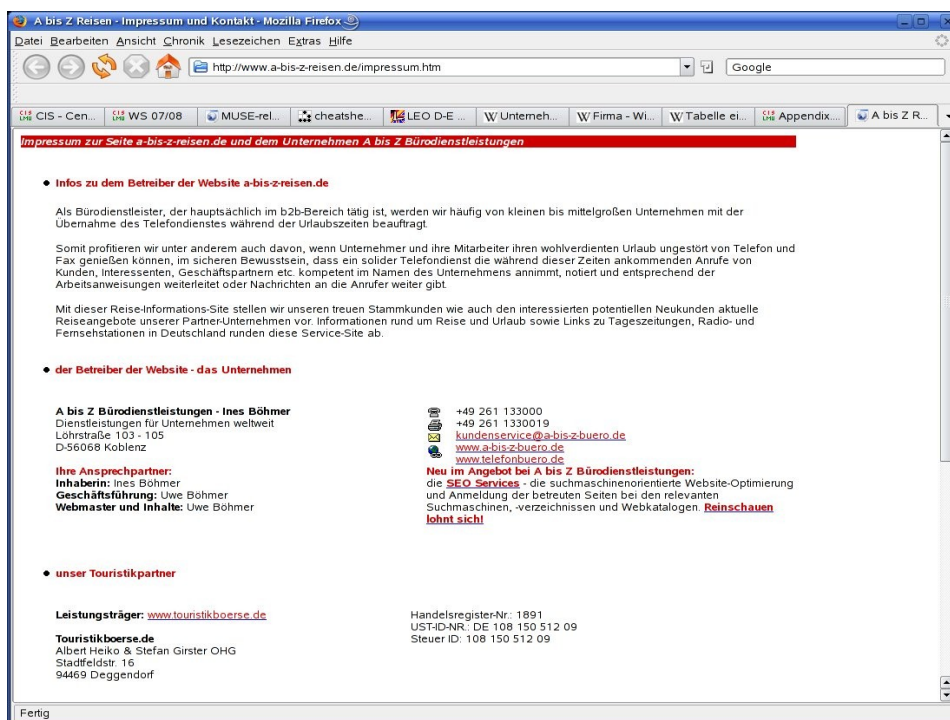 A bis Z Reisen - Impressum und Kontakt - Mozilla Firefox
Datei Bearbeiten Ansicht Chronik Lesezeichen Extras Hilfe
http://www.a-bis-z-reisen.de/impressum.htm
Google
CIS - Cen... WS 07/08 MUSE-rel... cheatshe... LEO D-E ... Unterneh... Firma - Wi... Tabelle ei... Appendix... A bis Z R...
Impressum zur Seite a-bis-z-reisen.de und dem Unternehmen A bis Z Bürodienstleistungen
Infos zu dem Betreiber der Website a-bis-z-reisen.de
Als Bürodienstleister, der hauptsächlich im b2b-Bereich tätig ist, werden wir häufig von kleinen bis mittelgroßen Unternehmen mit der
Übernahme des Telefondienstes während der Urlaubszeiten beauftragt.
Somit profitieren wir unter anderem auch davon, wenn Unternehmer und ihre Mitarbeiter ihren wohlverdienten Urlaub ungestört von Telefon und
Fax genießen können, im sicheren Bewusstsein, dass ein solider Telefondienst die während dieser Zeiten ankommenden Anrufe von
Kunden, Interessenten, Geschäftspartnern etc. kompetent im Namen des Unternehmens annimmt, notiert und entsprechend der
Arbeitsanweisungen weiterleitet oder Nachrichten an die Anrufer weiter gibt.
Mit dieser Reise-Informations-Site stellen wir unseren treuen Stammkunden wie auch den interessierten potentiellen Neukunden aktuelle
Reiseangebote unserer Partner-Unternehmen vor. Informationen rund um Reise und Urlaub sowie Links zu Tageszeitungen, Radio- und
Fernsehstationen in Deutschland runden diese Service-Site ab.
der Betreiber der Website - das Unternehmen
A bis Z Bürodienstleistungen - Ines Böhmer
Dienstleistungen für Unternehmen weltweit
Löhrstraße 103 - 105
D-56068 Koblenz
Ihre Ansprechpartner:
Inhaberin: Ines Böhmer
Geschäftsführung: Uwe Böhmer
Webmaster und Inhalte: Uwe Böhmer
+49 261 133000
+49 261 1330019
kundenservice@a-bis-z-buero.de
www.a-bis-z-buero.de
www.telefonbuero.de
Neu im Angebot bei A bis Z Bürodienstleistungen:
die SEO Services - die suchmaschinenorientierte Website-Optimierung
und Anmeldung der betreuten Seiten bei den relevanten
Suchmaschinen, -verzeichnissen und Webkatalogen. Reinschauen
lohnt sich!
unser Touristikpartner
Leistungsträger: www.touristikboerse.de
Touristikboerse.de
Albert Heiko & Stefan Girster OHG
Stadtfeldstr. 16
94469 Deggendorf
Handelsregister-Nr.: 1891
UST-ID-NR.: DE 108 150 512 09
Steuer ID: 108 150 512 09
Fertig